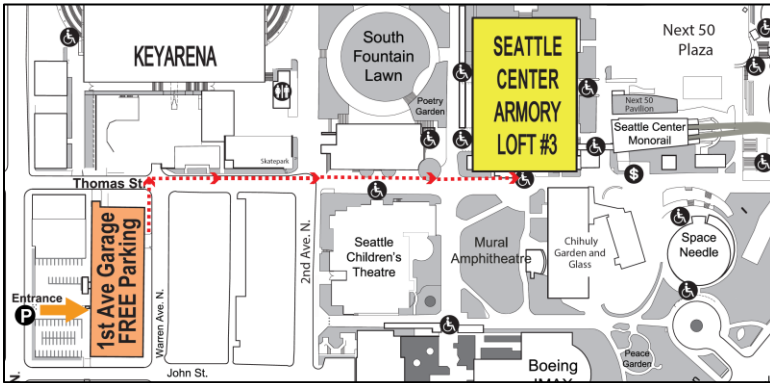 KEYARENA
South
Fountain
Lawn
Poetry
Garden
SEATTLE
CENTER
ARMORY
LOFT #3
Next 50
Plaza
Next 50
Pavilion
Seattle Center
Monorail
$
Skatepark
Thomas St.
1st Ave Garage
FREE Parking
Entrance
P
Warren Ave. N.
2nd Ave. N.
John St.
Seattle
Children's
Theatre
Mural
Amphitheatre
Chihuly
Garden and
Glass
Space
Needle
Peace
Garden
Boeing
IMAX
N.